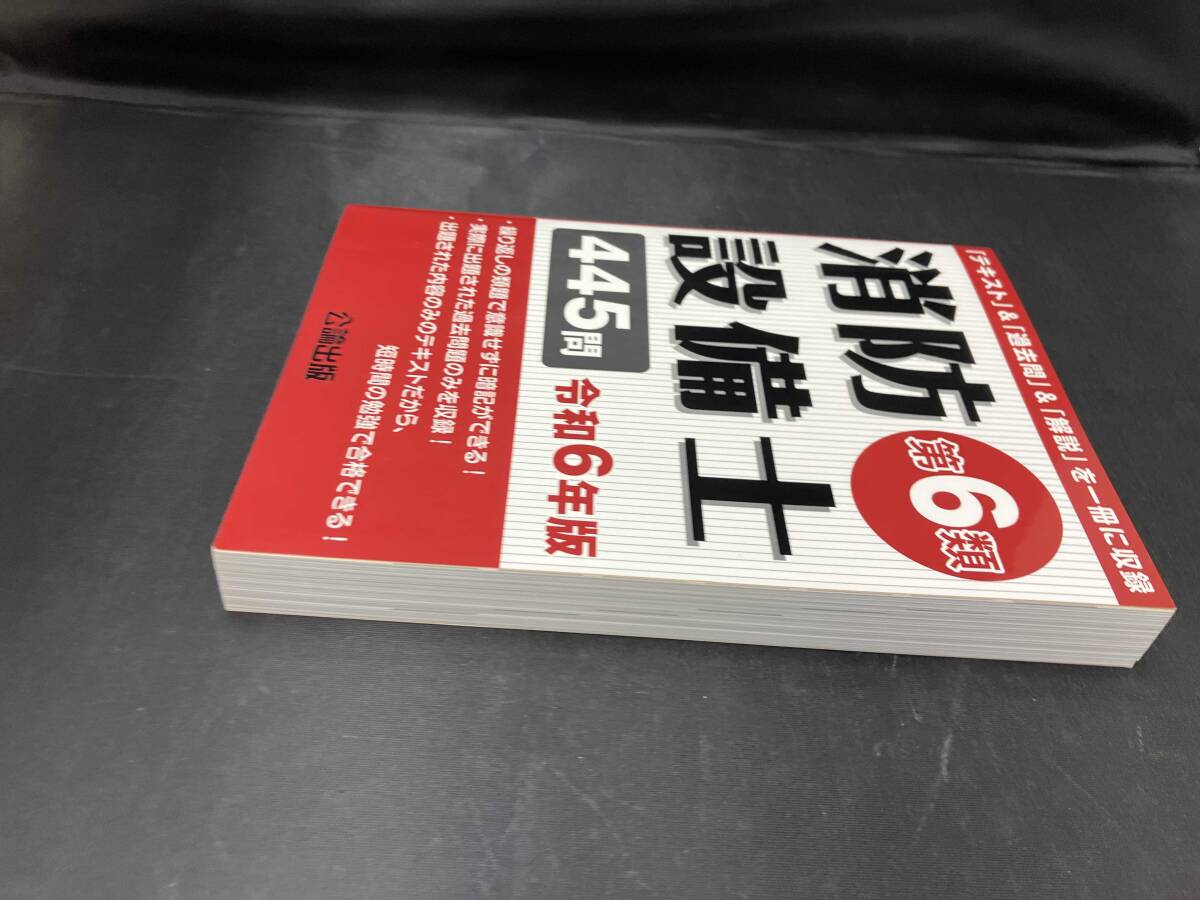 「テキスト」&「過去問」&「解説」を一冊に収録
消防
設備士
第6類
445問
令和6年版
・繰り返しの類題で意識せずに暗記ができる！
・実際に出題された過去問題のみを収録！
・出題された内容のみのテキストだから、
短時間の勉強で合格できる！
公論出版